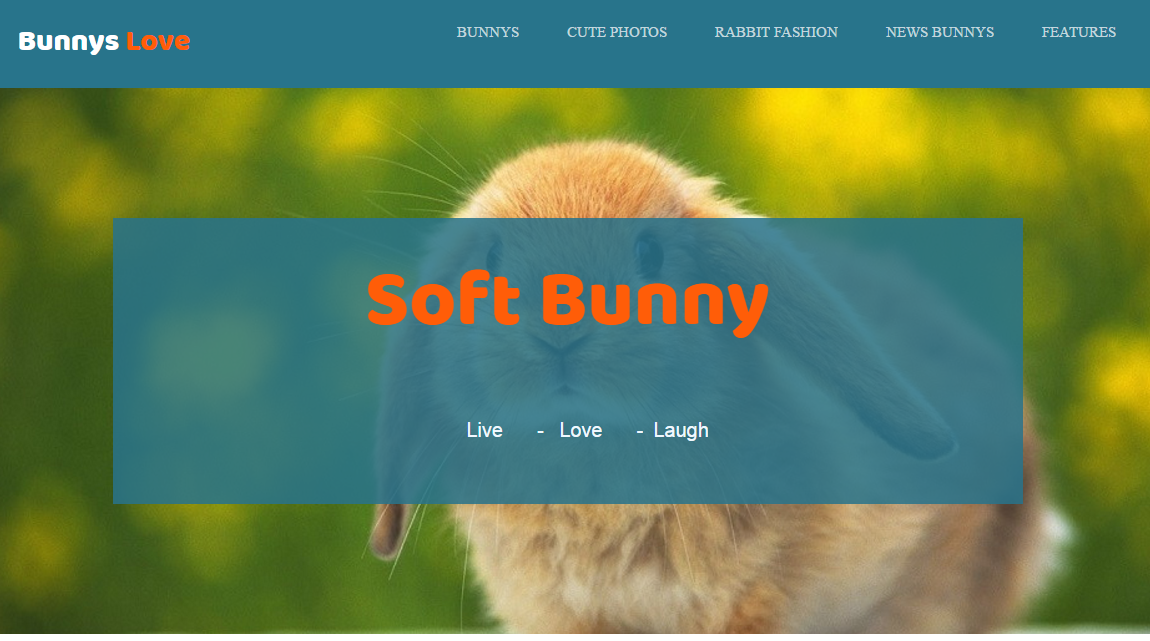 Bunnys Love
BUNNYS CUTE PHOTOS RABBIT FASHION NEWS BUNNYS FEATURES
Soft Bunny
Live - Love - Laugh